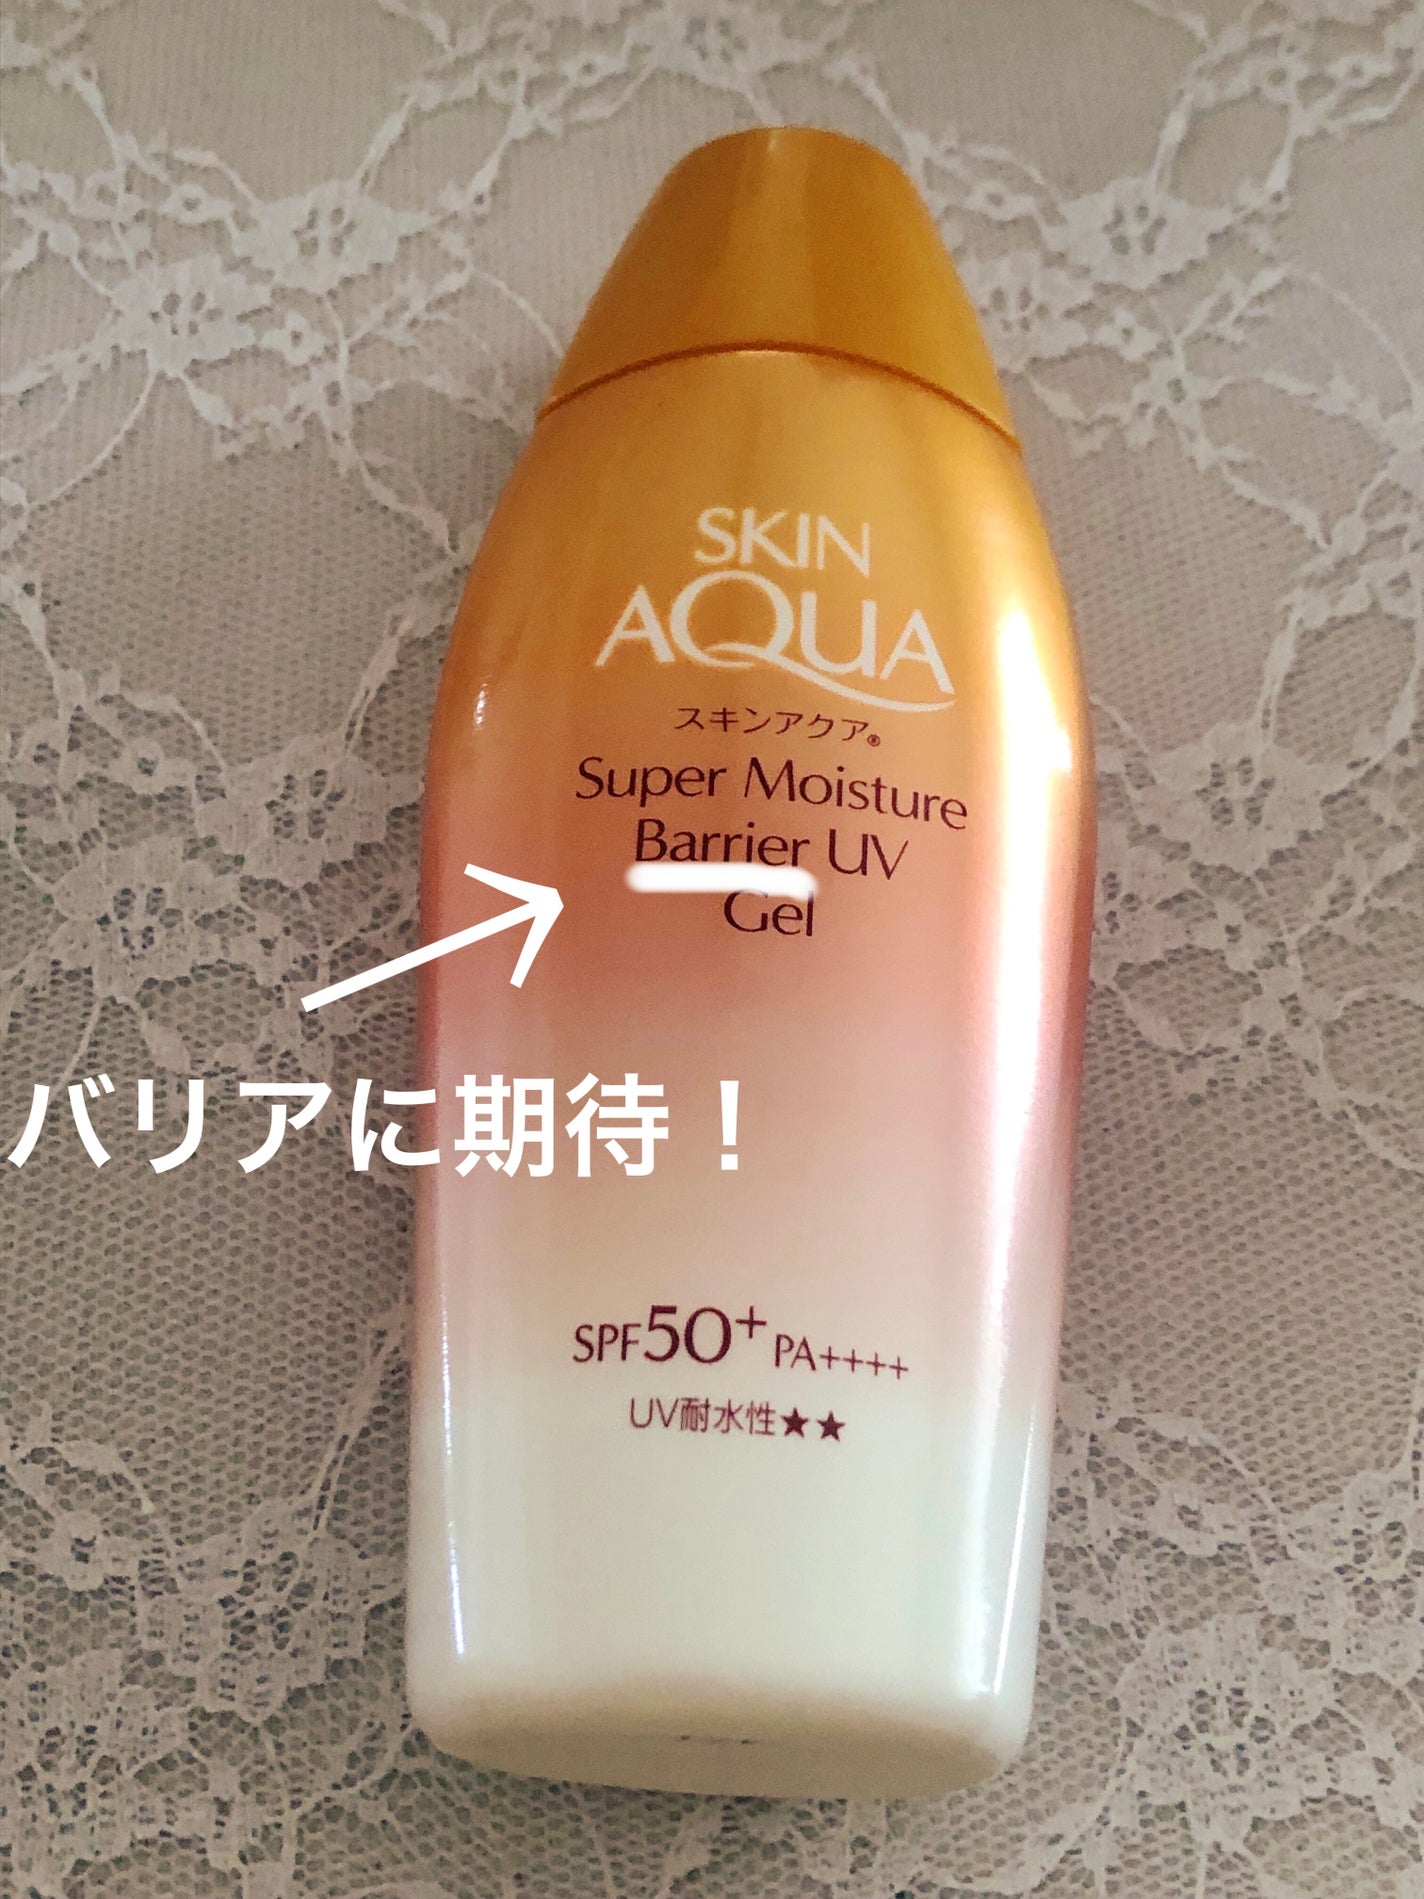 SKIN
AQUA
スキンアクア®
Super Moisture
Barrier UV
Gel
バリアに期待！
SPF50+ PA++++
UV耐水性★★